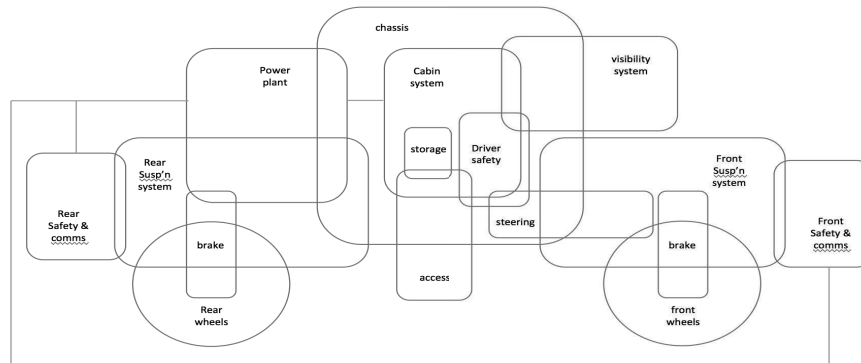 chassis
Power
plant
Cabin
system
visibility
system
storage
Driver
safety
Rear
Susp'n
system
Front
Susp'n
system
Rear
Safety &
comms
steering
Front
Safety &
comms
brake
brake
access
Rear
wheels
front
wheels